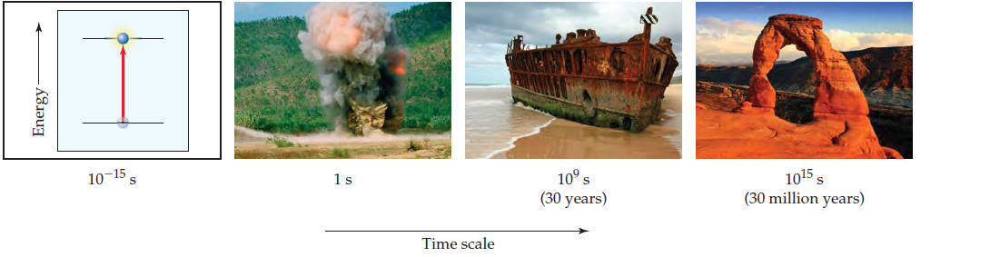 Energy
10⁻¹⁵ s
1 s
10⁹ s
(30 years)
10¹⁵ s
(30 million years)
Time scale